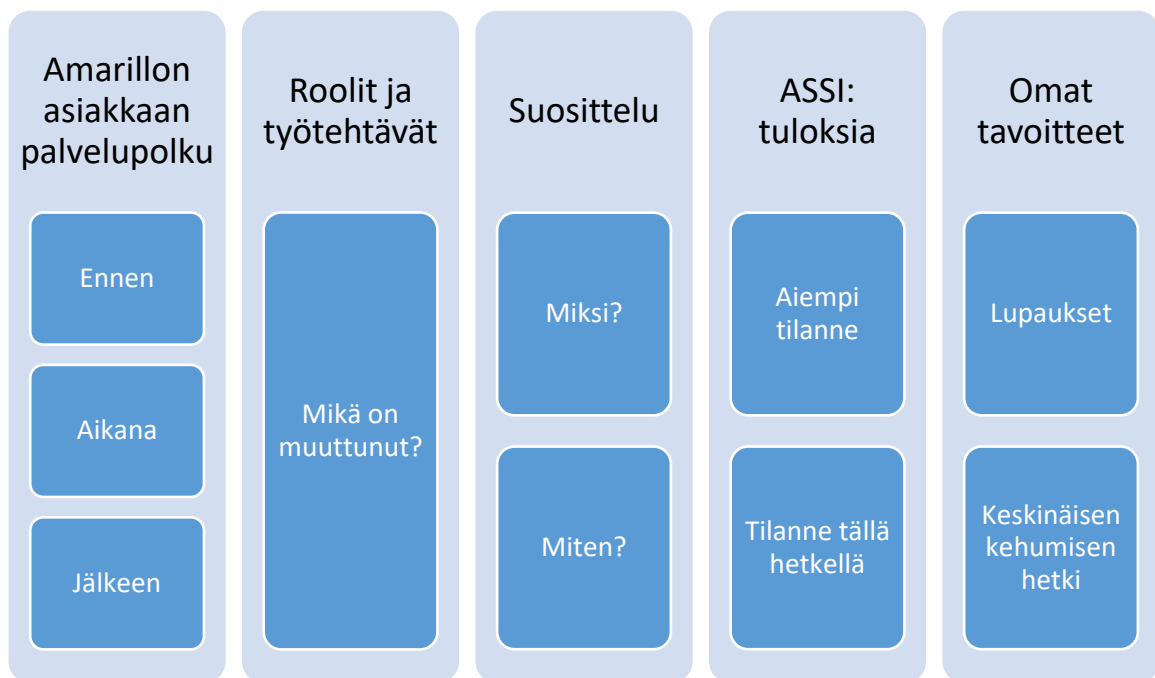 Amarillon
asiakkaan
palvelupolku
Ennen
Aikana
Jälkeen
Roolit ja
työtehtävät
Mikä on
muuttunut?
Suosittelu
Miksi?
Miten?
ASSI:
tuloksia
Aiempi
tilanne
Tilanne tällä
hetkellä
Omat
tavoitteet
Lupaukset
Keskinäisen
kehumisen
hetki